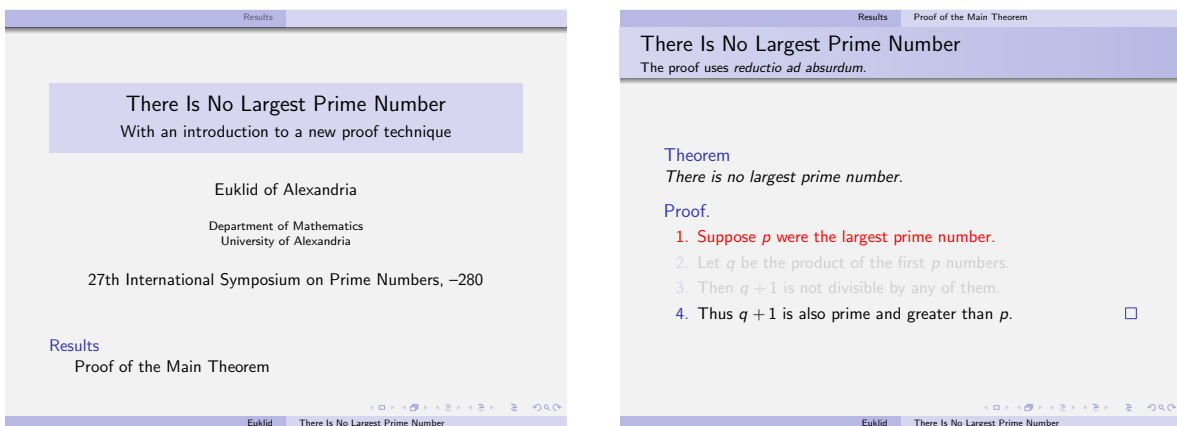 Results
There Is No Largest Prime Number
With an introduction to a new proof technique
Euklid of Alexandria
Department of Mathematics
University of Alexandria
27th International Symposium on Prime Numbers, –280
Results
Proof of the Main Theorem
Euklid There Is No Largest Prime Number
Results Proof of the Main Theorem
There Is No Largest Prime Number
The proof uses reductio ad absurdum.
Theorem
There is no largest prime number.
Proof.
1. Suppose p were the largest prime number.
2. Let q be the product of the first p numbers.
3. Then q + 1 is not divisible by any of them.
4. Thus q + 1 is also prime and greater than p. □
Euklid There Is No Largest Prime Number